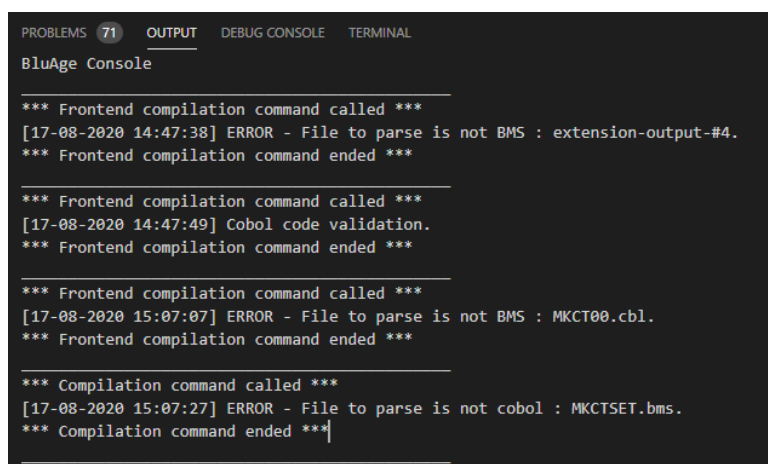 PROBLEMS 71 OUTPUT DEBUG CONSOLE TERMINAL
BluAge Console
*** Frontend compilation command called ***
[17-08-2020 14:47:38] ERROR - File to parse is not BMS : extension-output-#4.
*** Frontend compilation command ended ***
*** Frontend compilation command called ***
[17-08-2020 14:47:49] Cobol code validation.
*** Frontend compilation command ended ***
*** Frontend compilation command called ***
[17-08-2020 15:07:07] ERROR - File to parse is not BMS : MKCT00.cbl.
*** Frontend compilation command ended ***
*** Compilation command called ***
[17-08-2020 15:07:27] ERROR - File to parse is not cobol : MKCTSET.bms.
*** Compilation command ended ***